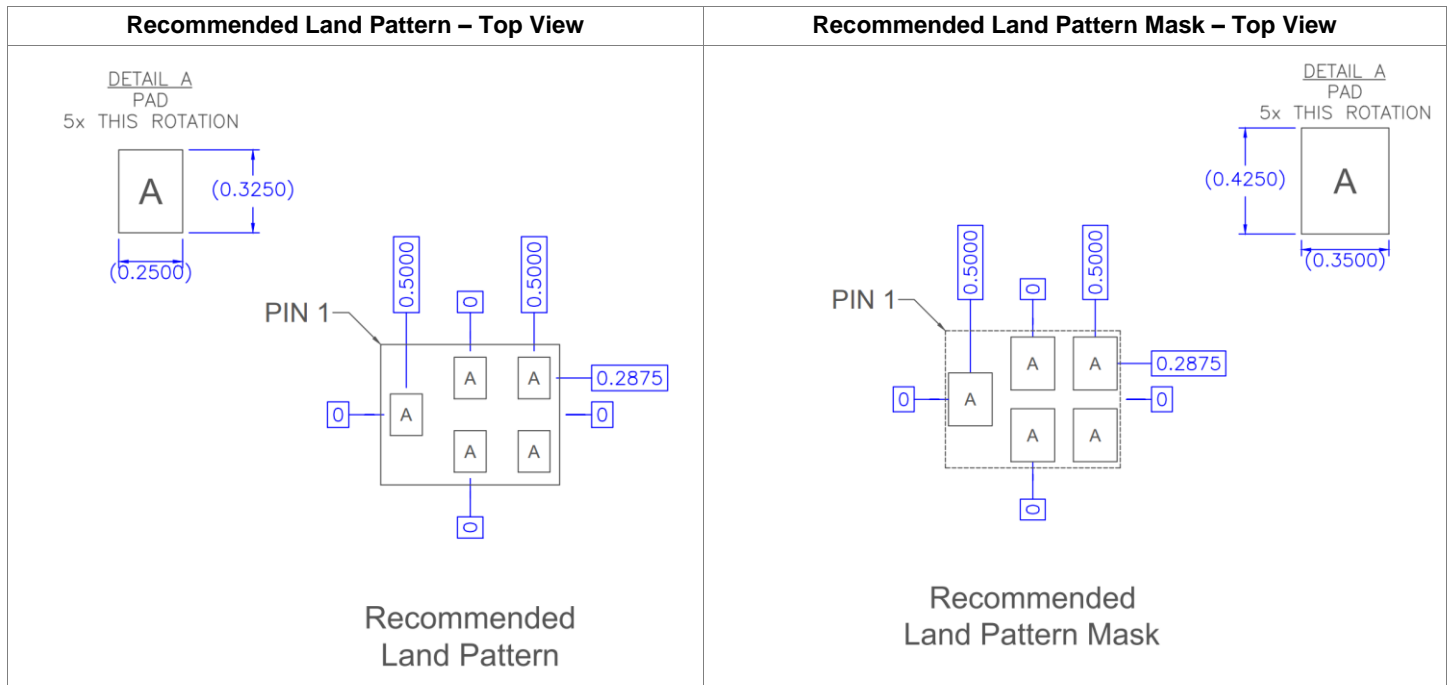 Recommended Land Pattern – Top View
Recommended Land Pattern Mask – Top View
DETAIL A
PAD
5x THIS ROTATION
A
(0.3250)
(0.2500)
0.5000
0
0.5000
PIN 1
A
A
0.2875
0
A
0
A
A
0
Recommended
Land Pattern
DETAIL A
PAD
5x THIS ROTATION
A
(0.4250)
(0.3500)
0.5000
0
0.5000
PIN 1
A
A
0.2875
0
A
0
A
A
0
Recommended
Land Pattern Mask